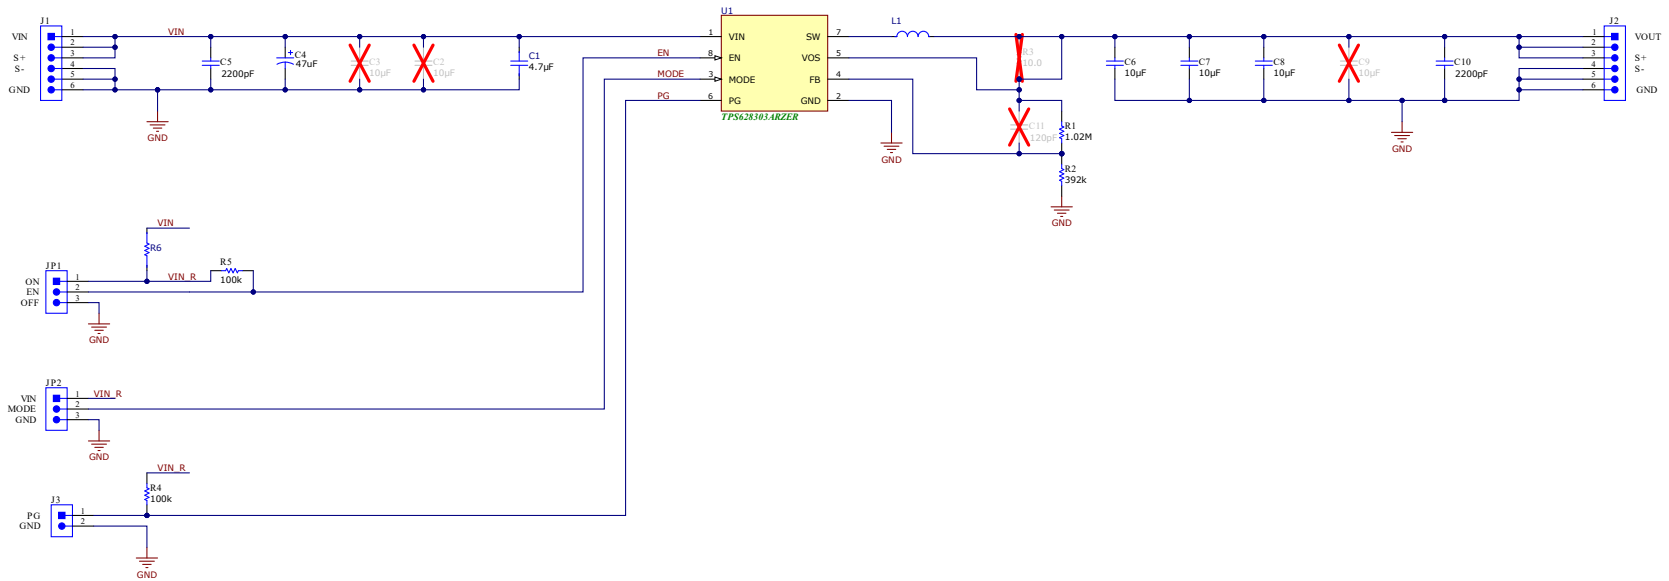 J1
VIN 1
2
S+ 3
S- 4
5
GND 6
VIN
GND
C5
2200pF
C4
+
47uF
C3
10µF
C2
10µF
C1
4.7µF
U1
1 VIN SW 7
EN 8 EN VOS 5
MODE 3 MODE FB 4
PG 6 PG GND 2
TPS628303ARZER
L1
GND
R3
10.0
C11
120pF
R1
1.02M
R2
392k
GND
C6
10µF
C7
10µF
C8
10µF
C9
10µF
C10
2200pF
GND
J2
1 VOUT
2
3 S+
4 S-
5
6 GND
VIN
R6
VIN_R
R5
100k
JP1
ON 1
EN 2
OFF 3
GND
JP2
VIN 1 VIN_R
MODE 2
GND 3
GND
VIN_R
R4
100k
J3
PG 1
GND 2
GND